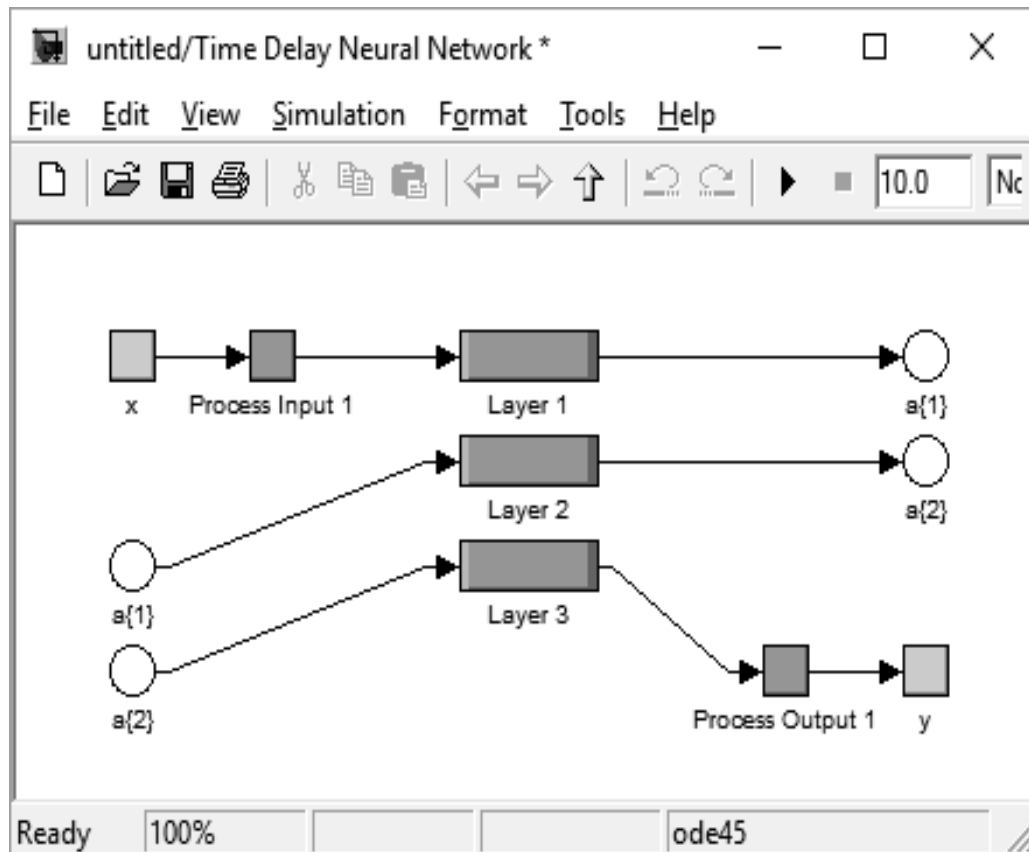 untitled/Time Delay Neural Network *
File Edit View Simulation Format Tools Help
10.0
x Process Input 1 Layer 1 a{1}
Layer 2 a{2}
a{1} Layer 3
a{2} Process Output 1 y
Ready 100% ode45